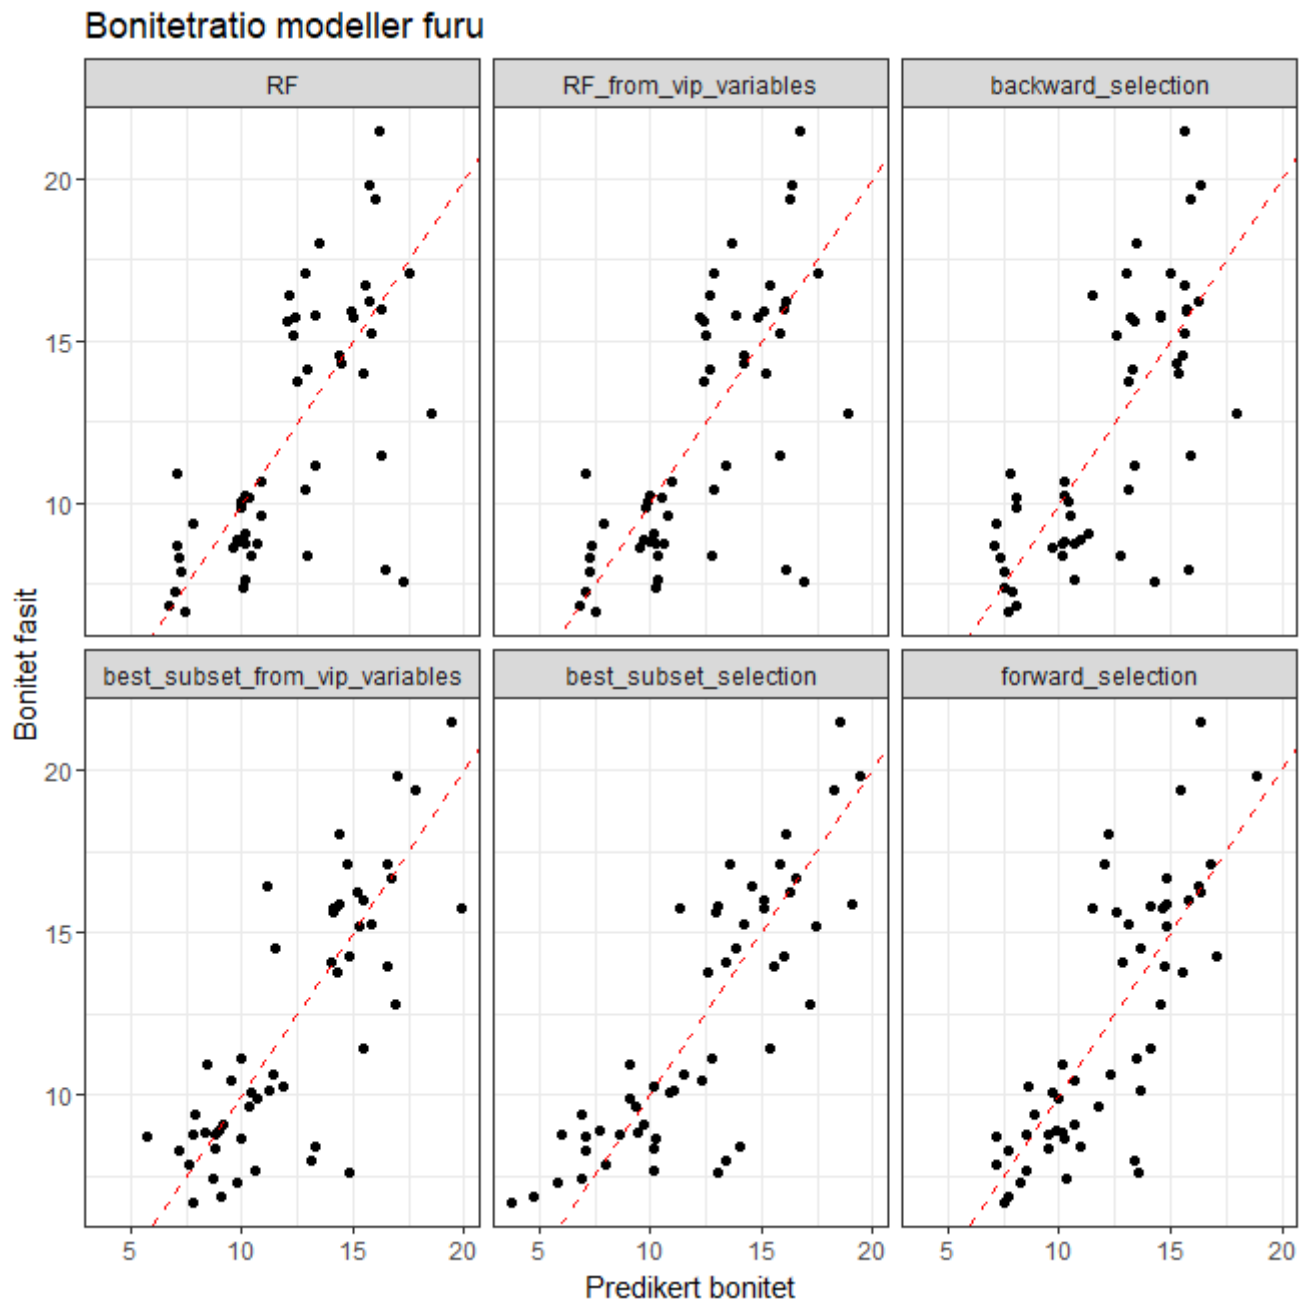 Bonitetratio modeller furu
RF
RF_from_vip_variables
backward_selection
20
15
10
best_subset_from_vip_variables
best_subset_selection
forward_selection
20
15
10
Bonitet fasit
5 10 15 20
5 10 15 20
5 10 15 20
Predikert bonitet